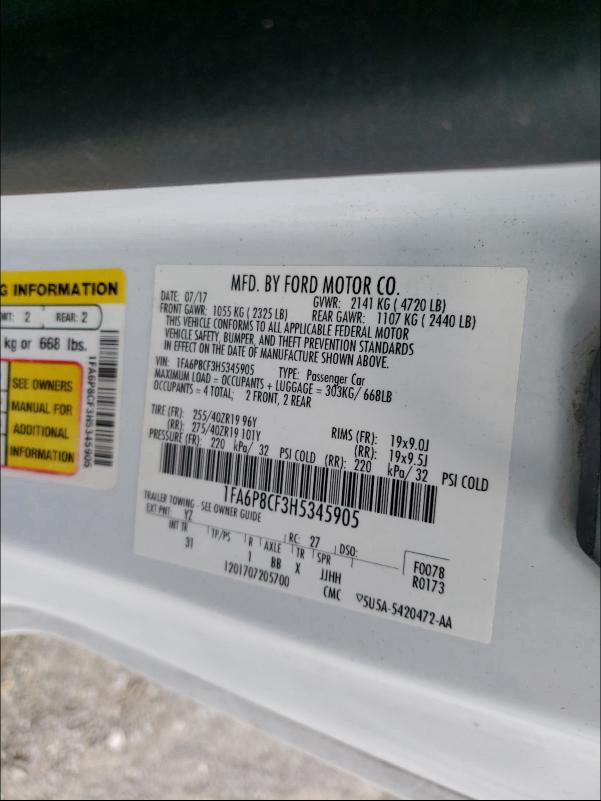 G INFORMATION
ONT: 2 REAR: 2
kg or 668 lbs.
SEE OWNERS
MANUAL FOR
ADDITIONAL
INFORMATION
1FA6P8CF3H5345905
MFD. BY FORD MOTOR CO.
DATE: 07/17 GVWR: 2141 KG ( 4720 LB)
FRONT GAWR: 1055 KG ( 2325 LB) REAR GAWR: 1107 KG ( 2440 LB)
THIS VEHICLE CONFORMS TO ALL APPLICABLE FEDERAL MOTOR
VEHICLE SAFETY, BUMPER, AND THEFT PREVENTION STANDARDS
IN EFFECT ON THE DATE OF MANUFACTURE SHOWN ABOVE.
VIN: 1FA6P8CF3H5345905 TYPE: Passenger Car
MAXIMUM LOAD = OCCUPANTS + LUGGAGE = 303KG/ 668LB
OCCUPANTS = 4 TOTAL; 2 FRONT, 2 REAR
TIRE (FR): 255/40ZR19 96Y RIMS (FR): 19x9.0J
(RR): 275/40ZR19 101Y (RR): 19x9.5J
PRESSURE (FR): 220 kPa/ 32 PSI COLD (RR): 220 kPa/ 32 PSI COLD
1FA6P8CF3H5345905
TRAILER TOWING - SEE OWNER GUIDE
EXT PNT: YZ RC: 27 DSO: F0078
INT TR TP/PS R AXLE TR SPR R0173
31 1 BB X JJHH
1201707205700 CMC ▽5U5A-5420472-AA